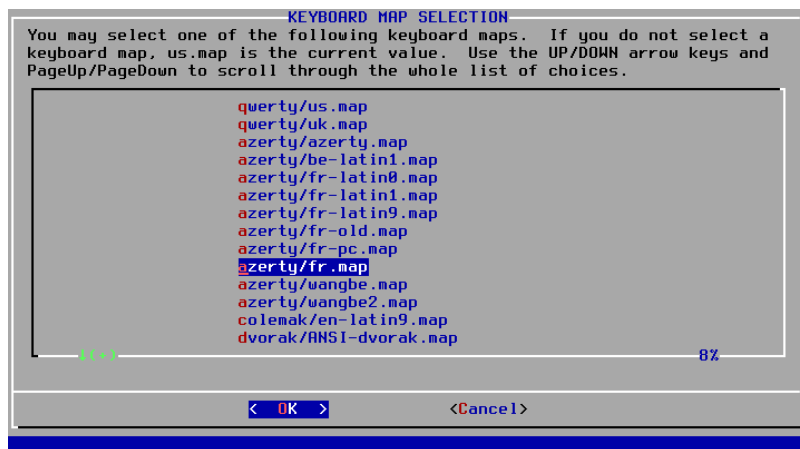 KEYBOARD MAP SELECTION
You may select one of the following keyboard maps.  If you do not select a
keyboard map, us.map is the current value.  Use the UP/DOWN arrow keys and
PageUp/PageDown to scroll through the whole list of choices.
qwerty/us.map
qwerty/uk.map
azerty/azerty.map
azerty/be-latin1.map
azerty/fr-latin0.map
azerty/fr-latin1.map
azerty/fr-latin9.map
azerty/fr-old.map
azerty/fr-pc.map
azerty/fr.map
azerty/wangbe.map
azerty/wangbe2.map
colemak/en-latin9.map
dvorak/ANSI-dvorak.map
↓(+) 8%
<  OK  > <Cancel>